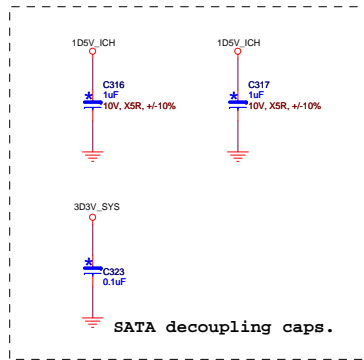 1D5V_ICH
1D5V_ICH
*
C316
1uF
10V, X5R, +/-10%
*
C317
1uF
10V, X5R, +/-10%
3D3V_SYS
*
C323
0.1uF
SATA decoupling caps.